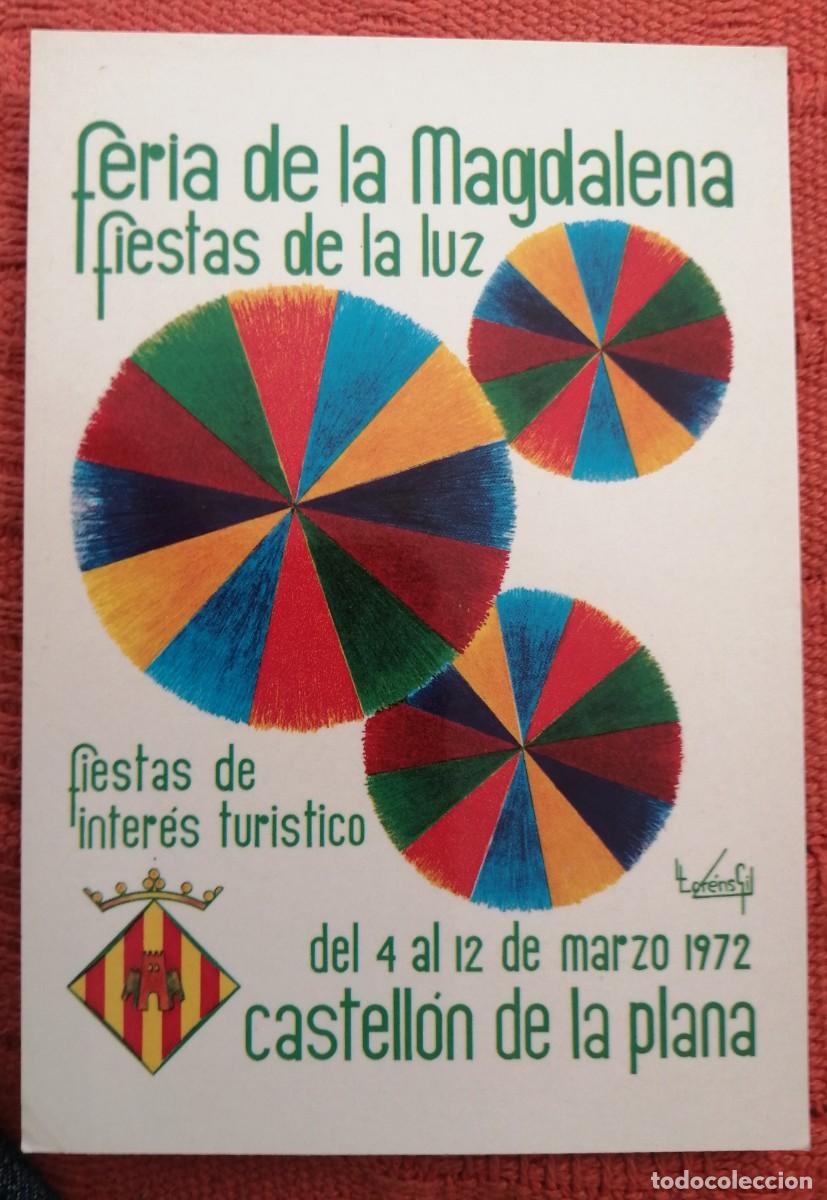 feria de la Magdalena
fiestas de la luz
fiestas de
interés turistico
LLorénsGil
del 4 al 12 de marzo 1972
castellón de la plana
todocoleccion